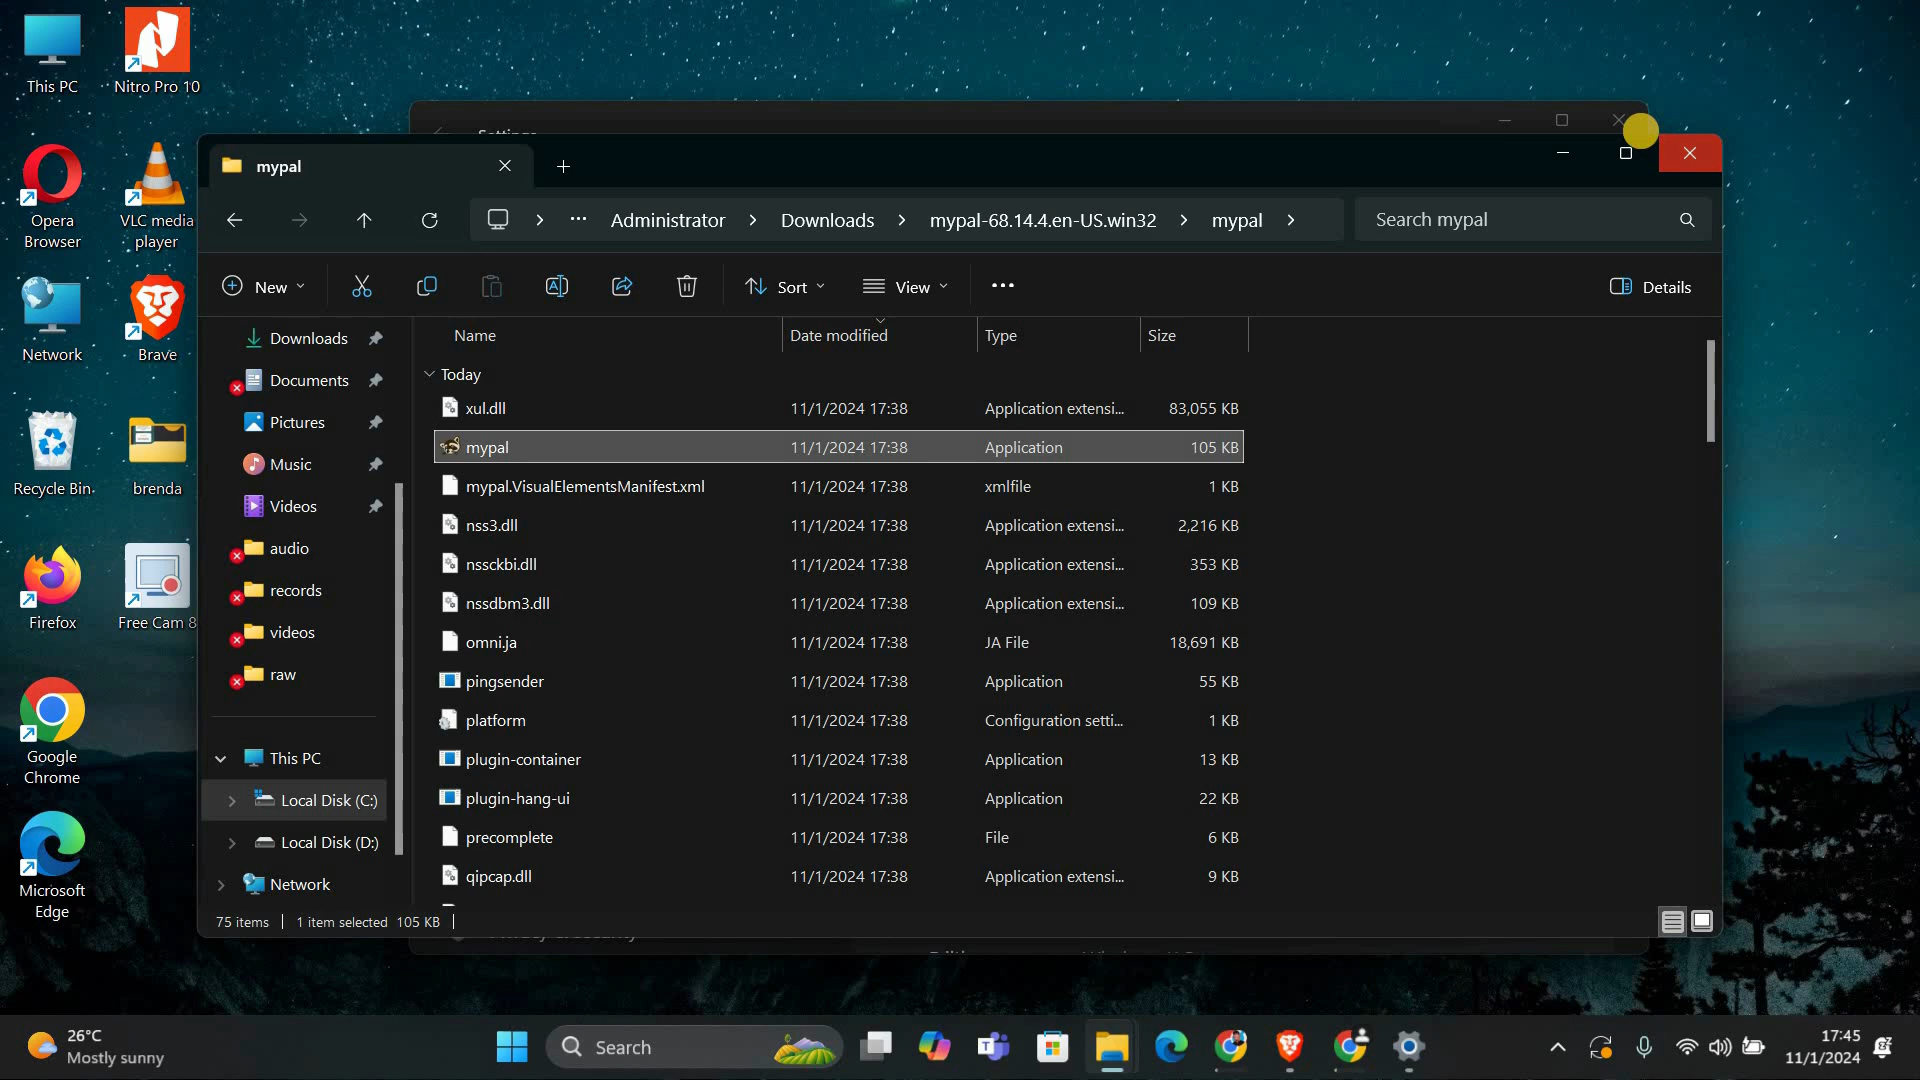 This PC
Nitro Pro 10
Opera Browser
VLC media player
Network
Brave
Recycle Bin
brenda
Firefox
Free Cam 8
Google Chrome
Microsoft Edge
Settings
mypal
Administrator
Downloads
mypal-68.14.4.en-US.win32
mypal
Search mypal
New
Sort
View
Details
Downloads
Documents
Pictures
Music
Videos
audio
records
videos
raw
This PC
Local Disk (C:)
Local Disk (D:)
Network
Name Date modified Type Size
Today
xul.dll 11/1/2024 17:38 Application extensi... 83,055 KB
mypal 11/1/2024 17:38 Application 105 KB
mypal.VisualElementsManifest.xml 11/1/2024 17:38 xmlfile 1 KB
nss3.dll 11/1/2024 17:38 Application extensi... 2,216 KB
nssckbi.dll 11/1/2024 17:38 Application extensi... 353 KB
nssdbm3.dll 11/1/2024 17:38 Application extensi... 109 KB
omni.ja 11/1/2024 17:38 JA File 18,691 KB
pingsender 11/1/2024 17:38 Application 55 KB
platform 11/1/2024 17:38 Configuration setti... 1 KB
plugin-container 11/1/2024 17:38 Application 13 KB
plugin-hang-ui 11/1/2024 17:38 Application 22 KB
precomplete 11/1/2024 17:38 File 6 KB
qipcap.dll 11/1/2024 17:38 Application extensi... 9 KB
75 items 1 item selected 105 KB
26°C
Mostly sunny
Search
17:45
11/1/2024